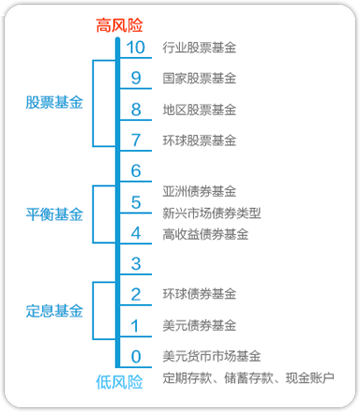 高风险
10 行业股票基金
9 国家股票基金
股票基金
8 地区股票基金
7 环球股票基金
6
亚洲债券基金
5 新兴市场债券类型
平衡基金
4 高收益债券基金
3
2 环球债券基金
定息基金
1 美元债券基金
0 美元货币市场基金
低风险 定期存款、储蓄存款、现金账户